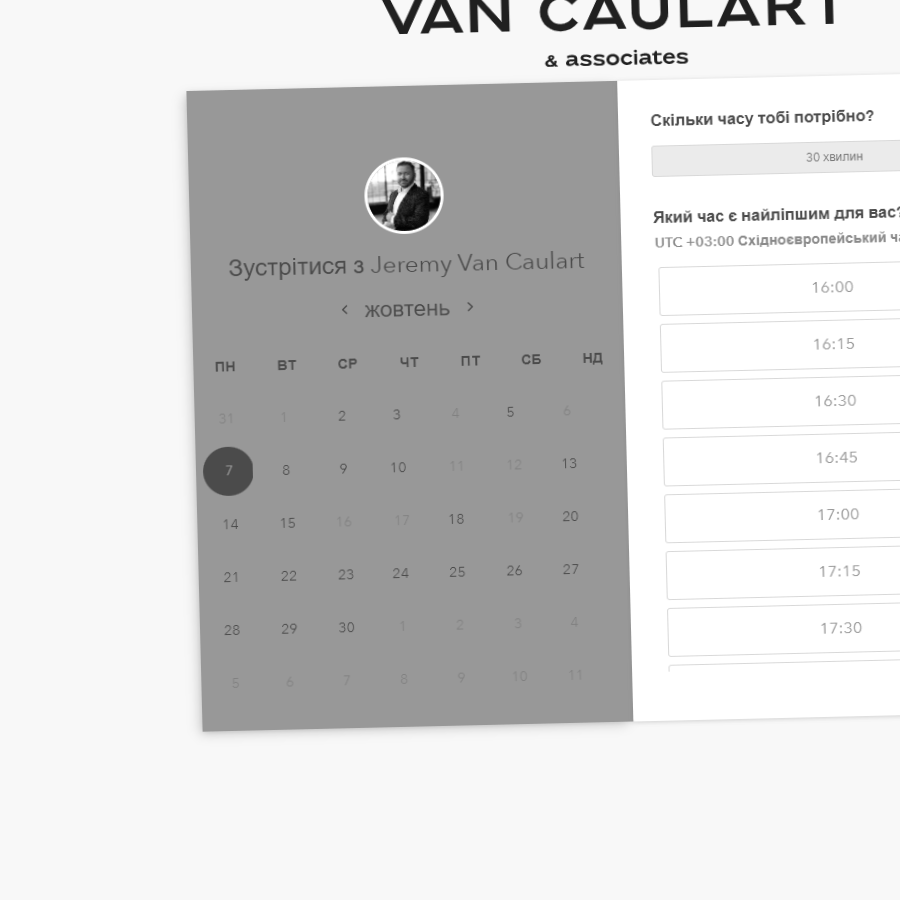 VAN CAULART
& associates
Зустрітися з Jeremy Van Caulart
< жовтень >
ПН ВТ СР ЧТ ПТ СБ НД
31 1 2 3 4 5 6
7 8 9 10 11 12 13
14 15 16 17 18 19 20
21 22 23 24 25 26 27
28 29 30 1 2 3 4
5 6 7 8 9 10 11
Скільки часу тобі потрібно?
30 хвилин
Який час є найліпшим для вас?
UTC +03:00 Східноєвропейський
16:00
16:15
16:30
16:45
17:00
17:15
17:30